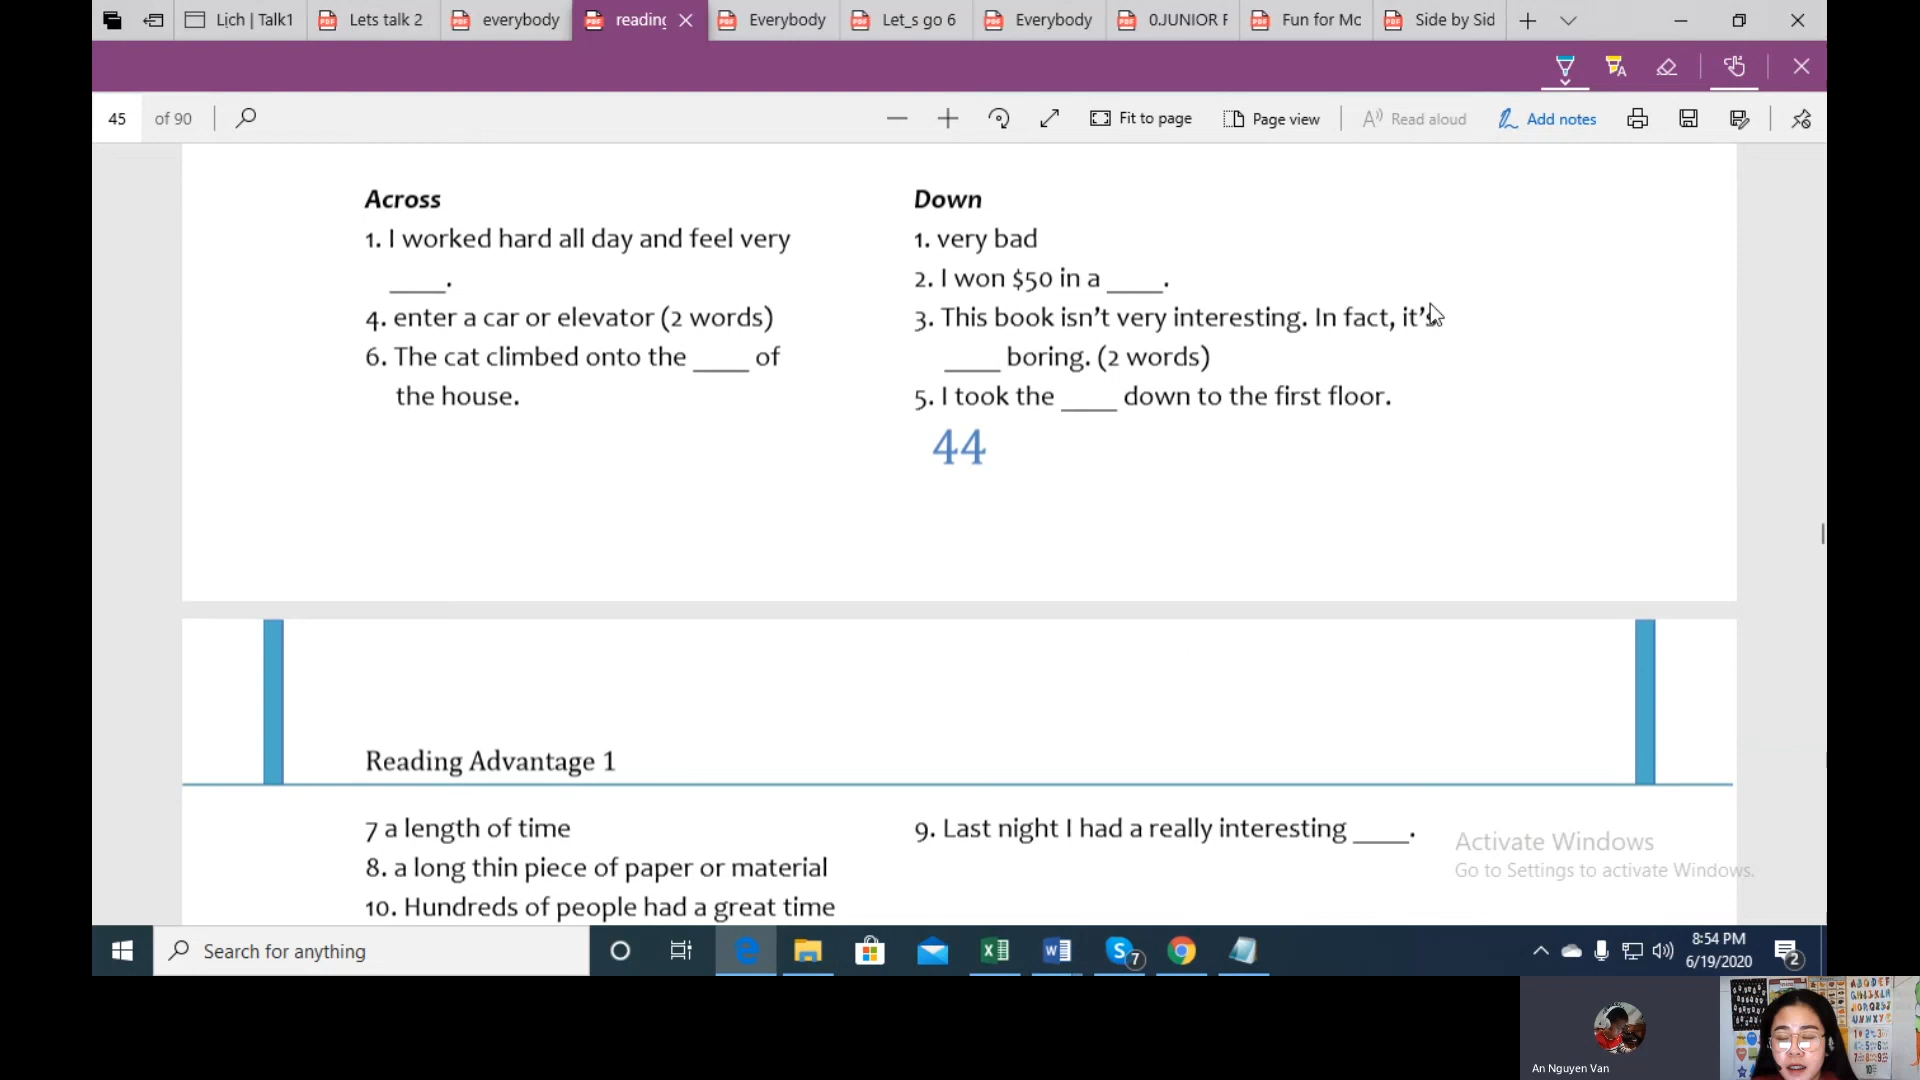 Lịch | Talk1
Lets talk 2
everybody
reading
Everybody
Let_s go 6
Everybody
0.JUNIOR F
Fun for Mc
Side by Sid
45 of 90
Fit to page
Page view
Read aloud
Add notes
Across
1. I worked hard all day and feel very
____.
4. enter a car or elevator (2 words)
6. The cat climbed onto the ____ of
the house.
Down
1. very bad
2. I won $50 in a ____.
3. This book isn't very interesting. In fact, it's
____ boring. (2 words)
5. I took the ____ down to the first floor.
44
Reading Advantage 1
7 a length of time
8. a long thin piece of paper or material
10. Hundreds of people had a great time
9. Last night I had a really interesting ____.
Activate Windows
Go to Settings to activate Windows.
Search for anything
7
8:54 PM
6/19/2020
2
An Nguyen Van